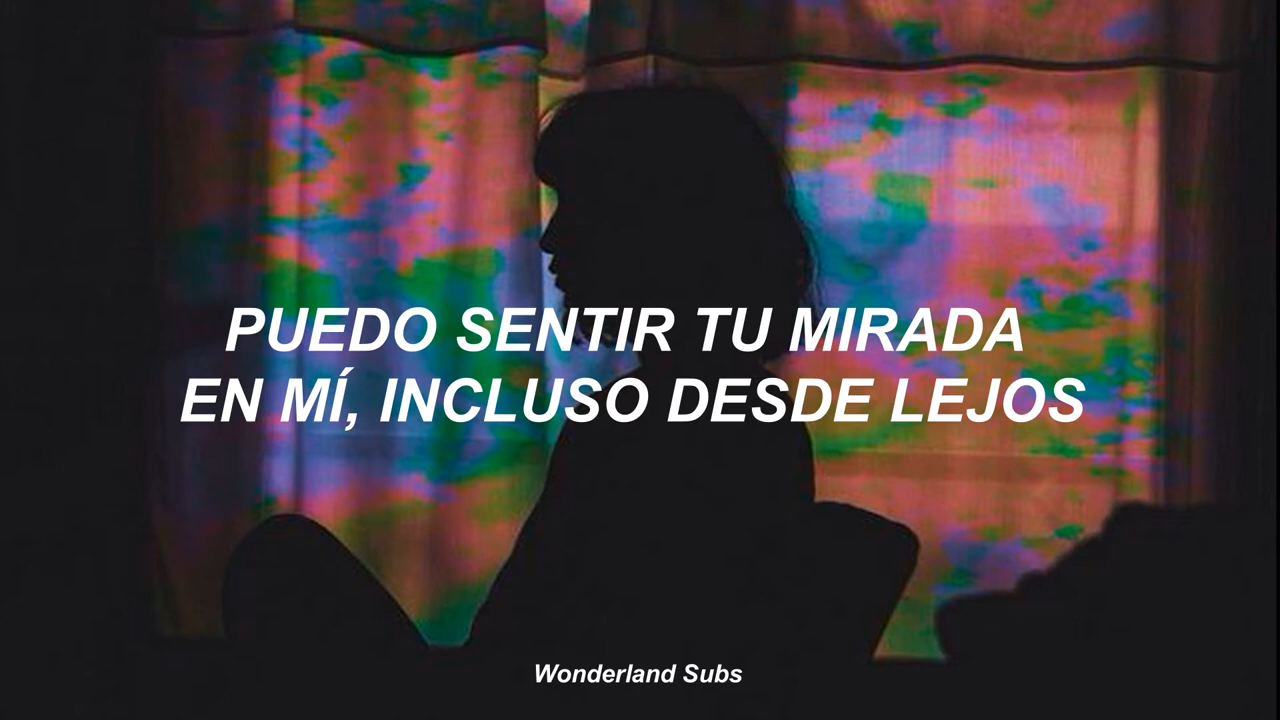 PUEDO SENTIR TU MIRADA
EN MÍ, INCLUSO DESDE LEJOS
Wonderland Subs